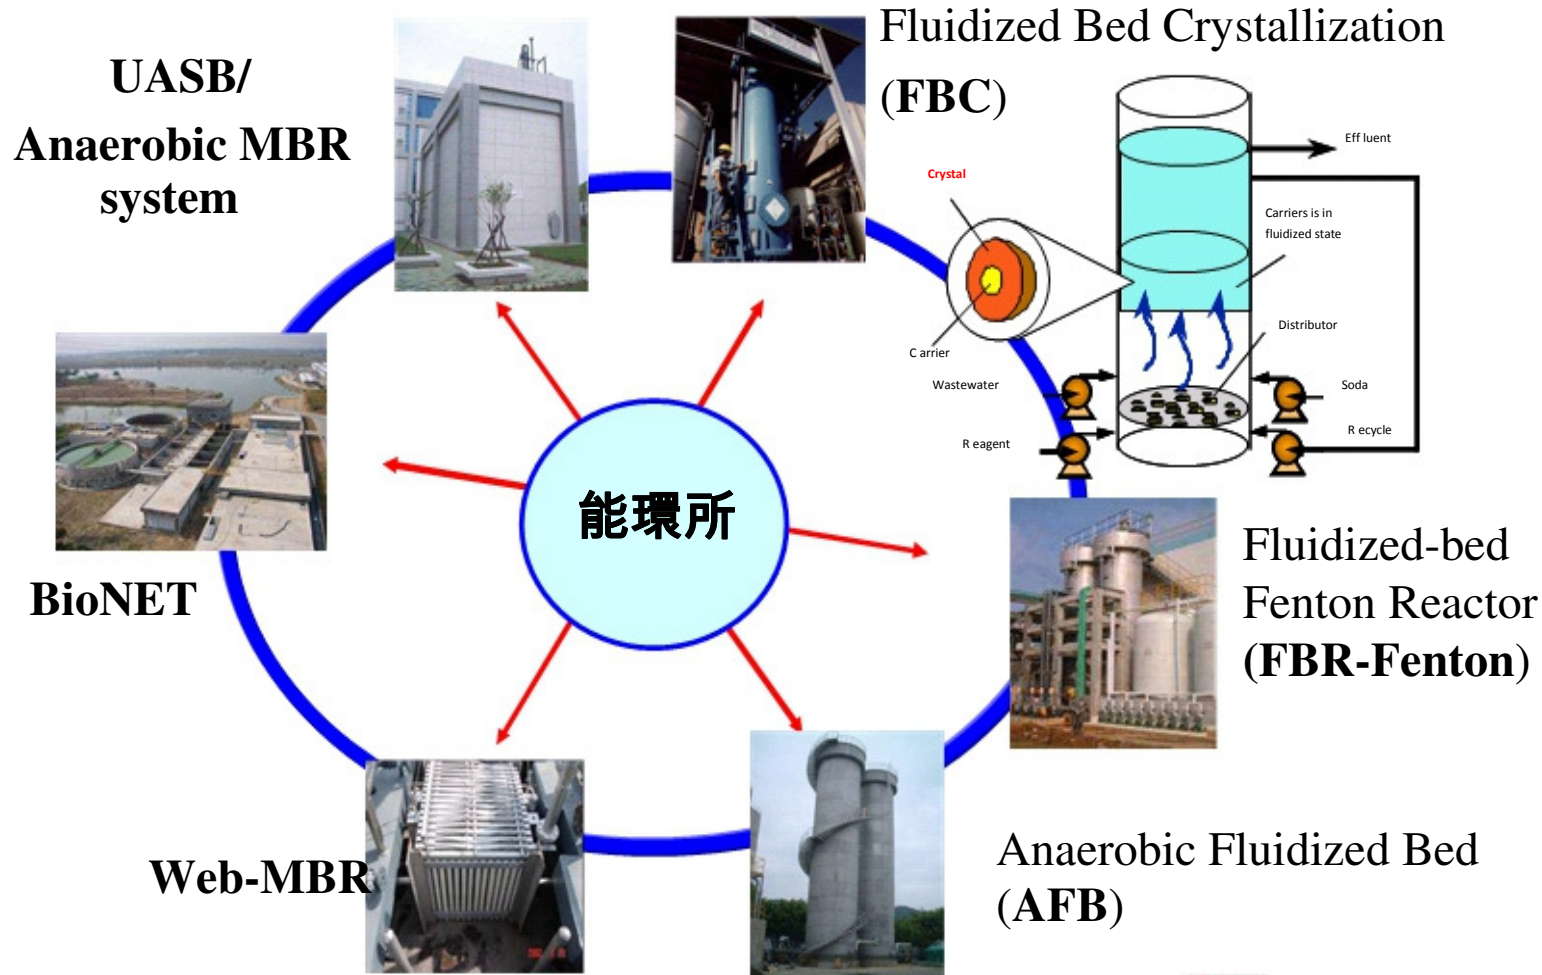 Fluidized Bed Crystallization
(FBC)
UASB/
Anaerobic MBR
system
Eff luent
Crystal
Carriers is in
fluidized state
Distributor
C arrier
Wastewater
Soda
R eagent
R ecycle
能環所
Fluidized-bed
Fenton Reactor
(FBR-Fenton)
BioNET
Web-MBR
Anaerobic Fluidized Bed
(AFB)